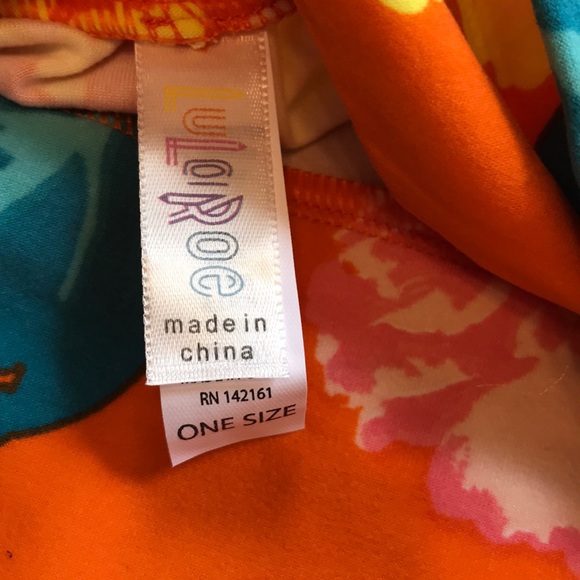 LuLaRoe
made in
china
RN 142161
ONE SIZE